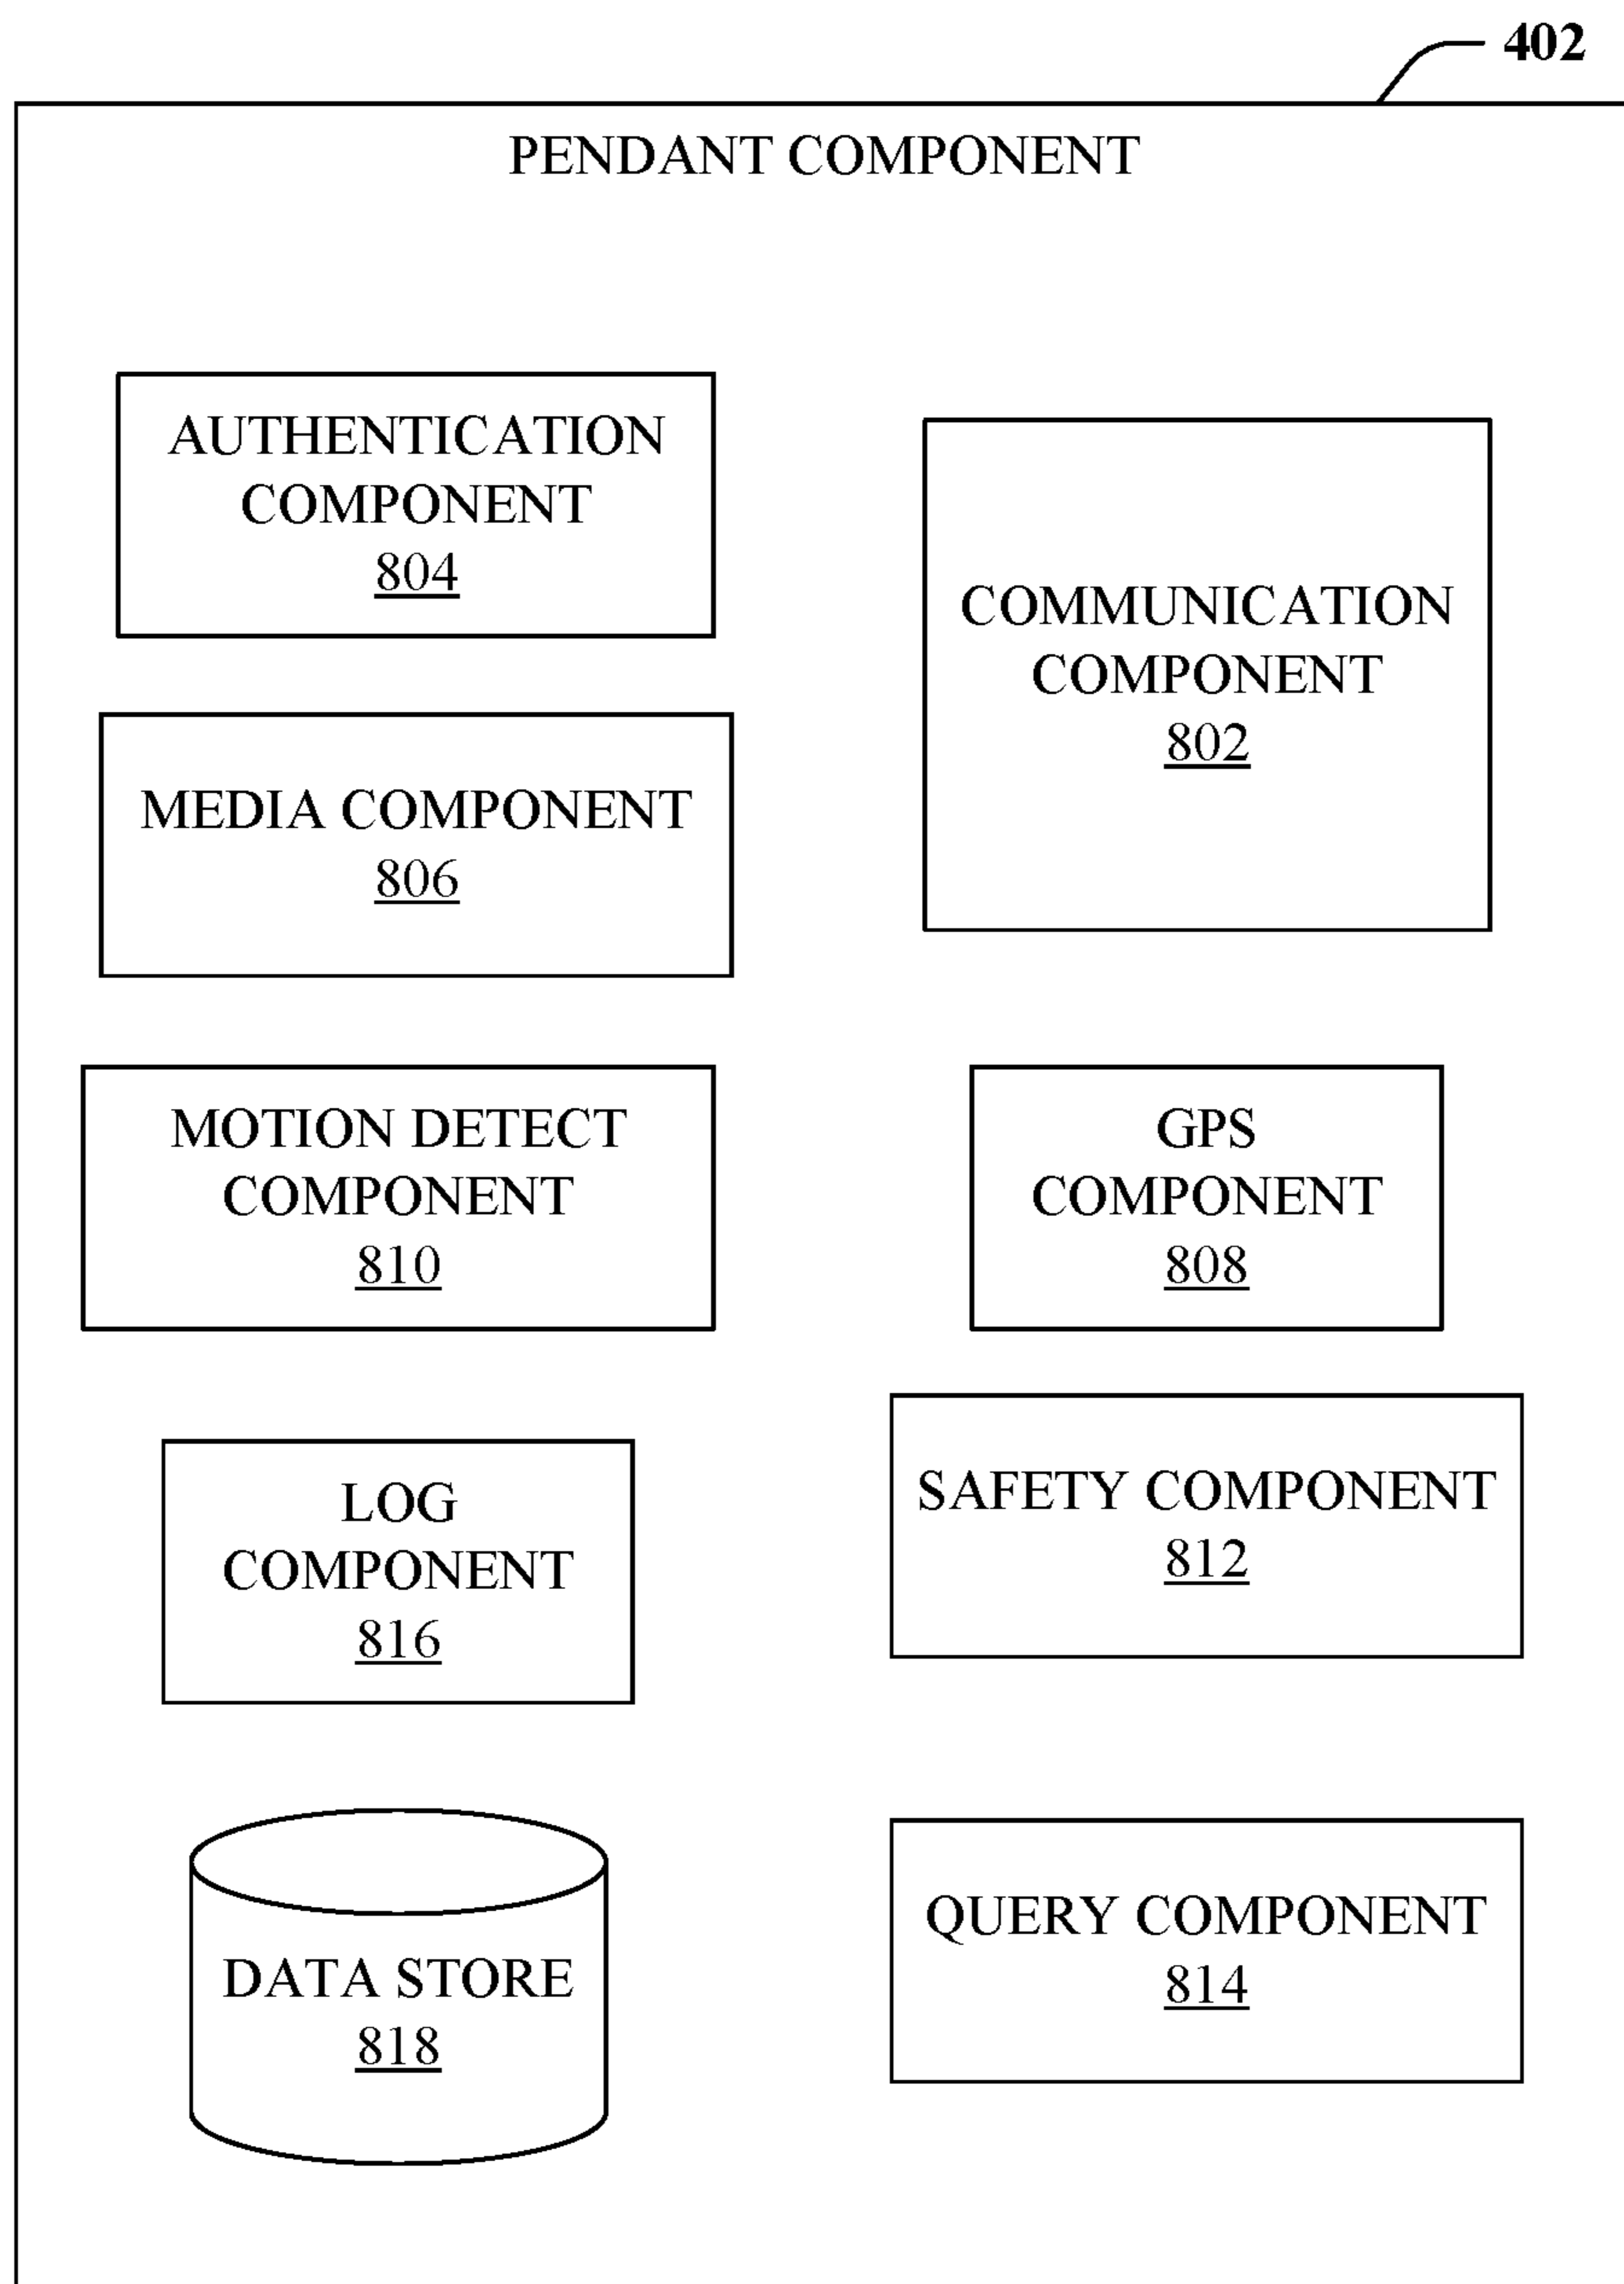 402
PENDANT COMPONENT
AUTHENTICATION
COMPONENT
804
COMMUNICATION
COMPONENT
802
MEDIA COMPONENT
806
MOTION DETECT
COMPONENT
810
GPS
COMPONENT
808
LOG
COMPONENT
816
SAFETY COMPONENT
812
DATA STORE
818
QUERY COMPONENT
814